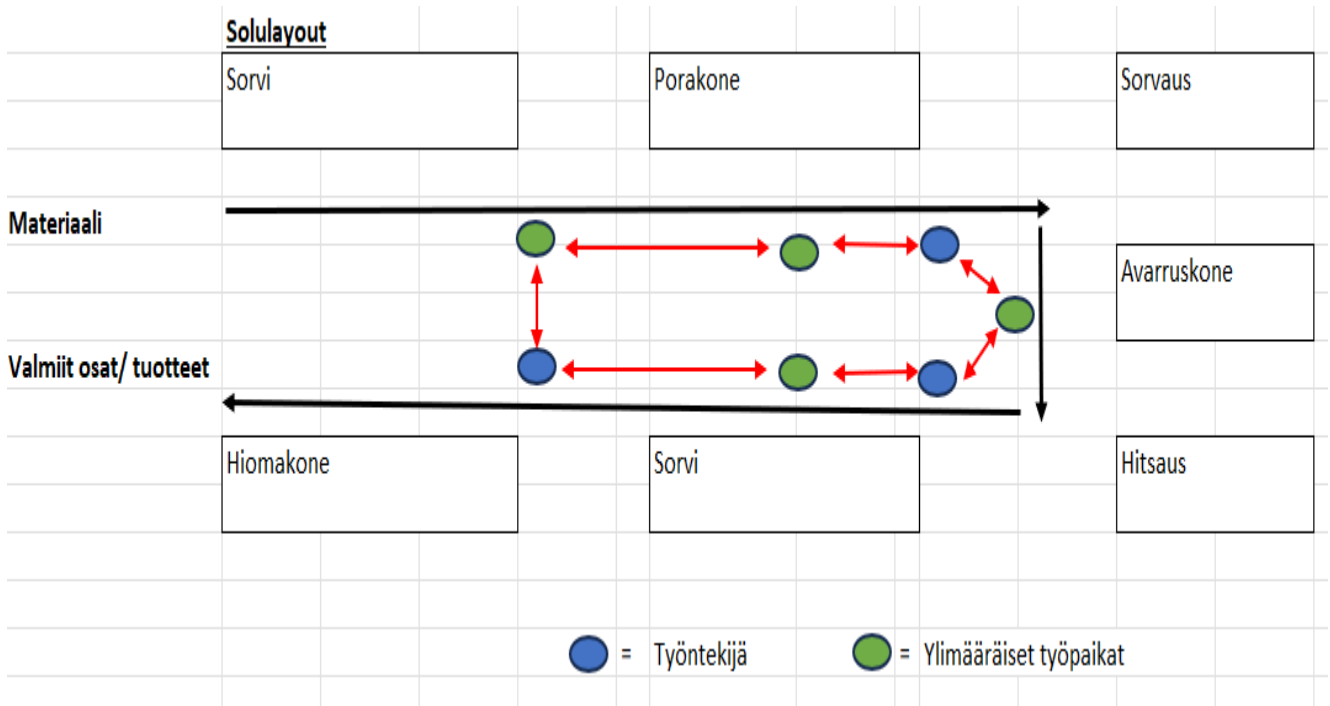 Solulayout
Sorvi
Porakone
Sorvaus
Materiaali
Avarruskone
Valmiit osat/ tuotteet
Hiomakone
Sorvi
Hitsaus
= Työntekijä
= Ylimääräiset työpaikat